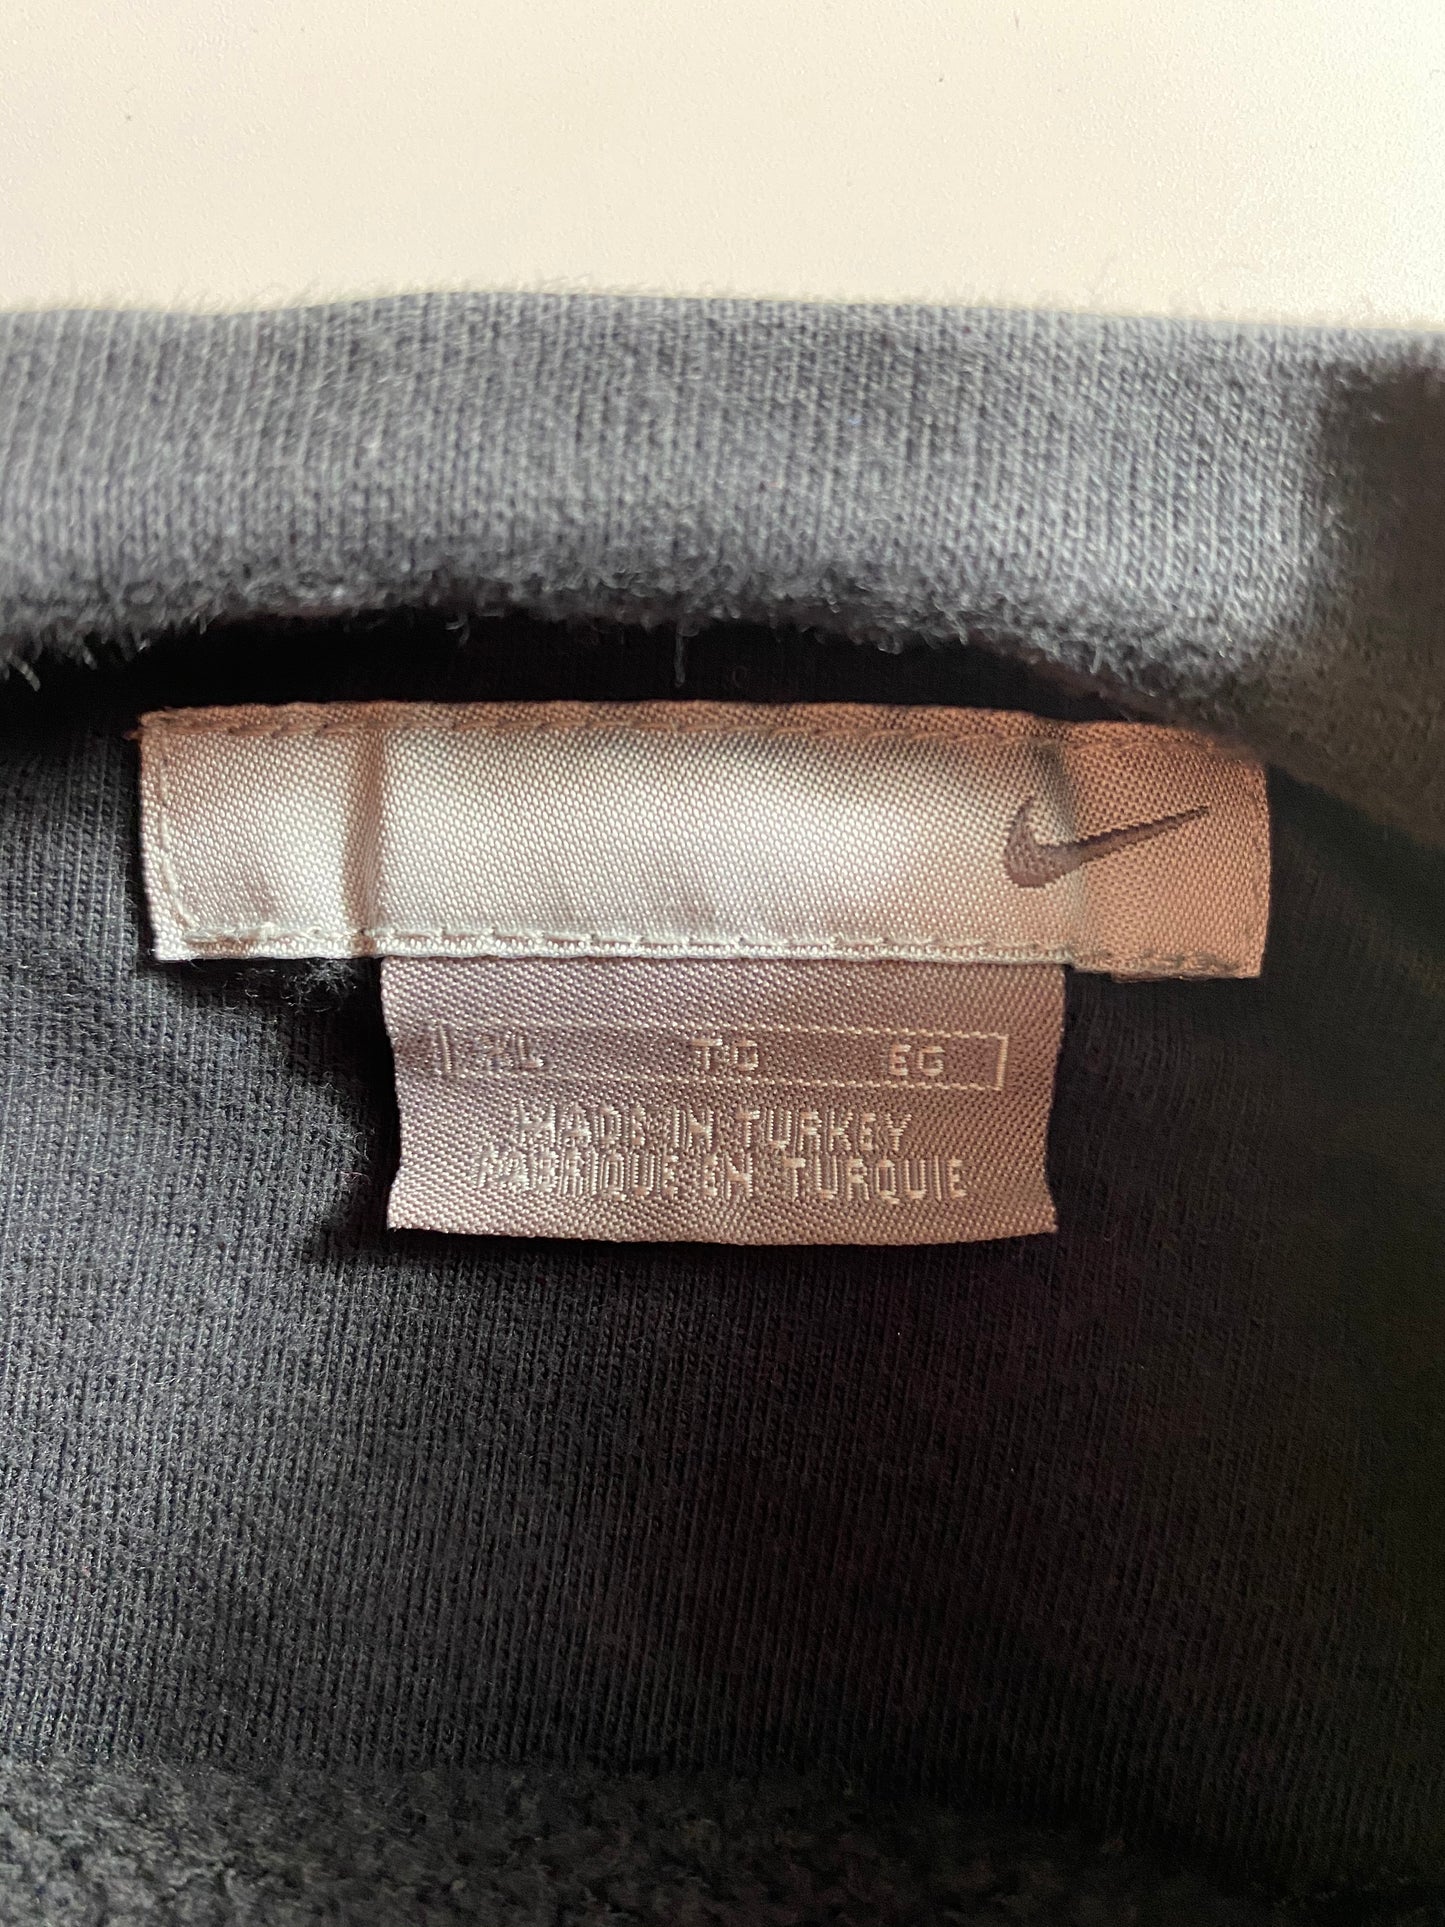 XL TG EG
MADE IN TURKEY
FABRIQUE EN TURQUIE